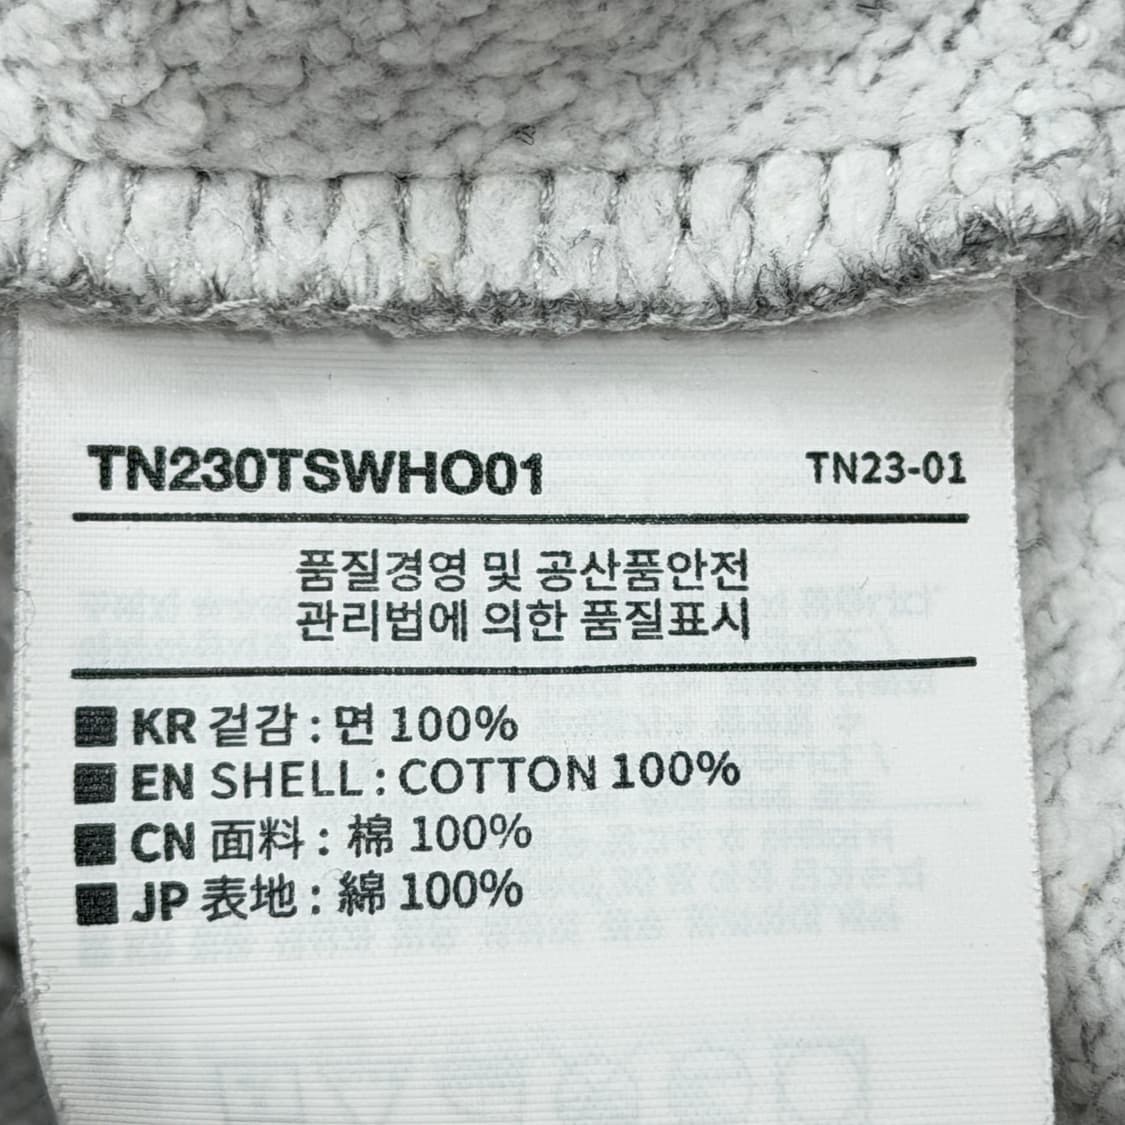 TN230TSWHO01 TN23-01
품질경영 및 공산품안전
관리법에 의한 품질표시
KR 겉감 : 면 100%
EN SHELL : COTTON 100%
CN 面料 : 棉 100%
JP 表地 : 綿 100%